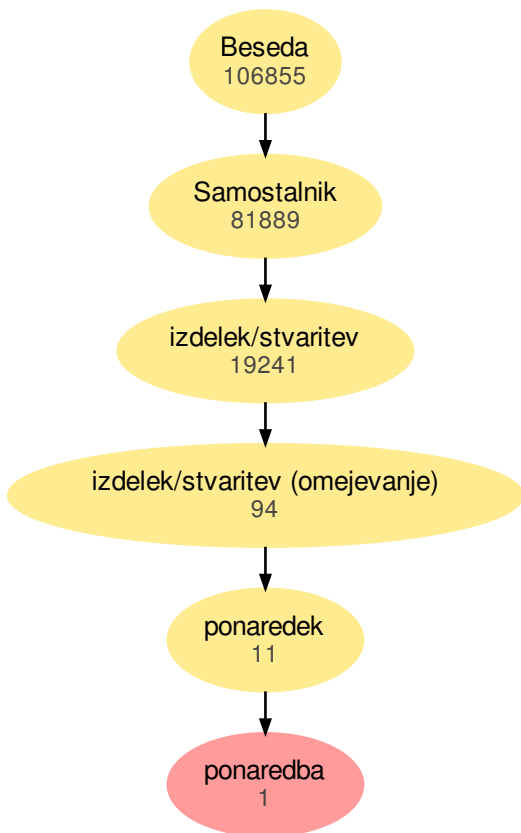 Beseda
106855
Samostalnik
81889
izdelek/stvaritev
19241
izdelek/stvaritev (omejevanje)
94
ponaredek
11
ponaredba
1